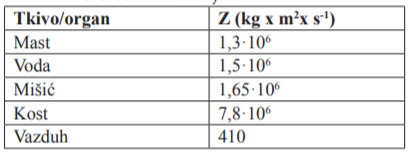 Tkivo/organ Z (kg x m²x s⁻¹)
Mast 1,3·10⁶
Voda 1,5·10⁶
Mišić 1,65·10⁶
Kost 7,8·10⁶
Vazduh 410